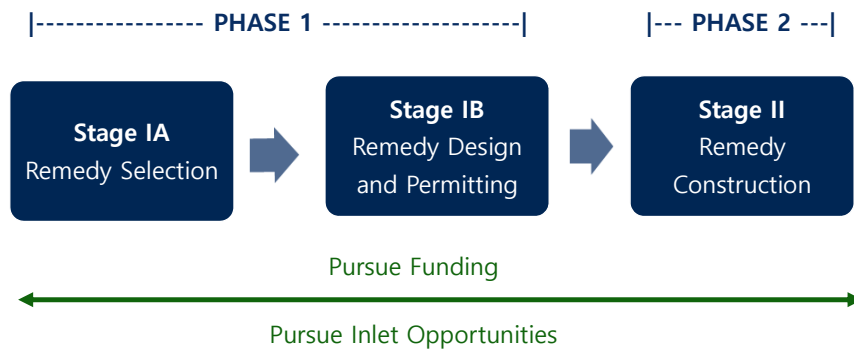 |------------------ PHASE 1 ---------------------|
|--- PHASE 2 ---|
Stage IA
Remedy Selection
Stage IB
Remedy Design
and Permitting
Stage II
Remedy
Construction
Pursue Funding
Pursue Inlet Opportunities